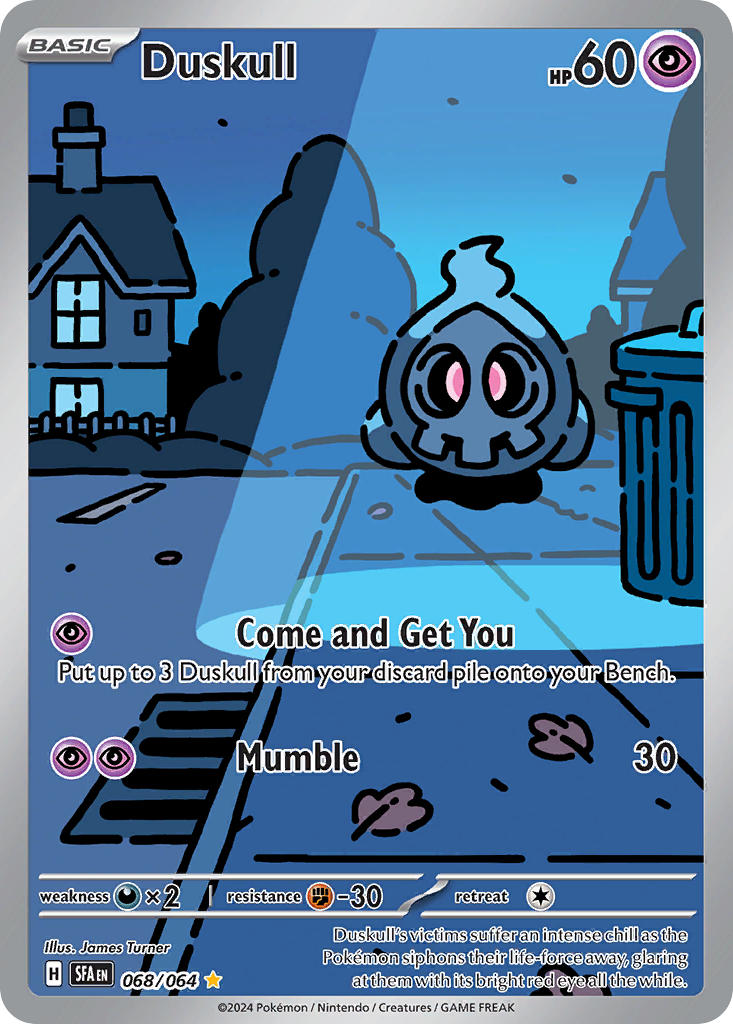 BASIC
Duskull
HP 60
Come and Get You
Put up to 3 Duskull from your discard pile onto your Bench.
Mumble 30
weakness ×2 resistance -30 retreat
Illus. James Turner
Duskull's victims suffer an intense chill as the
Pokémon siphons their life-force away, glaring
at them with its bright red eye all the while.
H SFA EN 068/064
©2024 Pokémon / Nintendo / Creatures / GAME FREAK